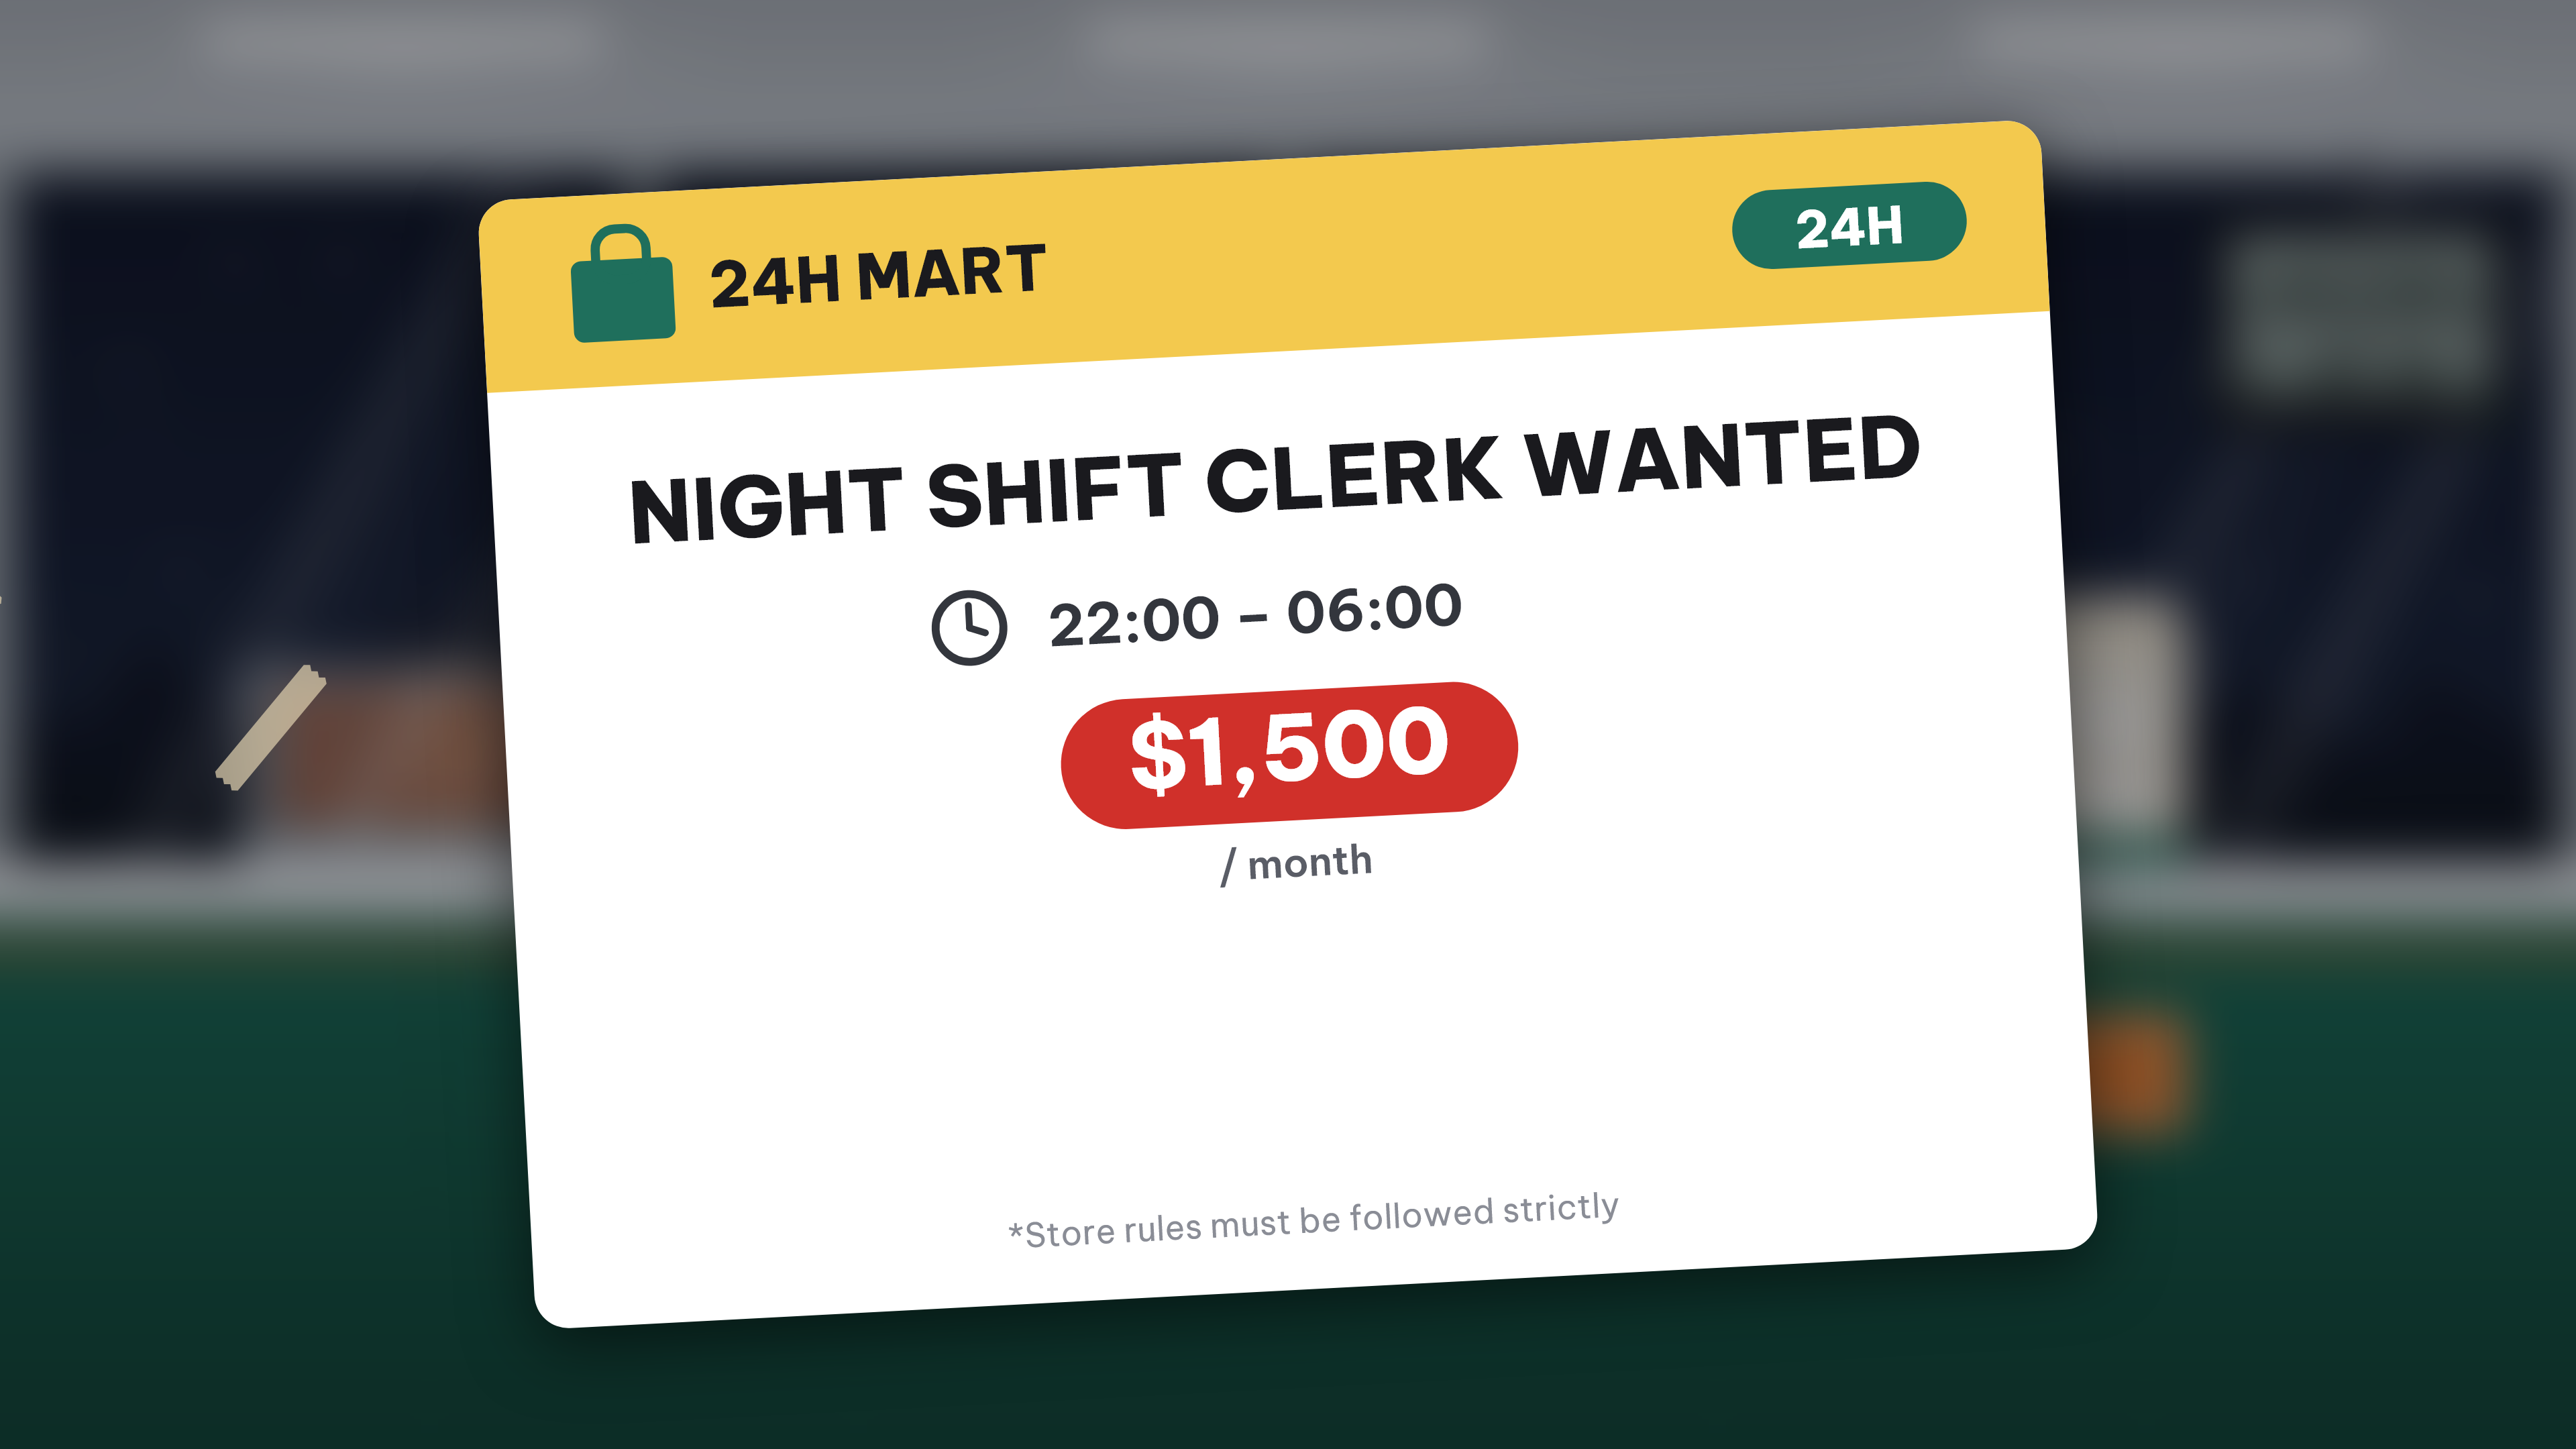 24H MART
24H
NIGHT SHIFT CLERK WANTED
22:00 – 06:00
$1,500
/ month
*Store rules must be followed strictly